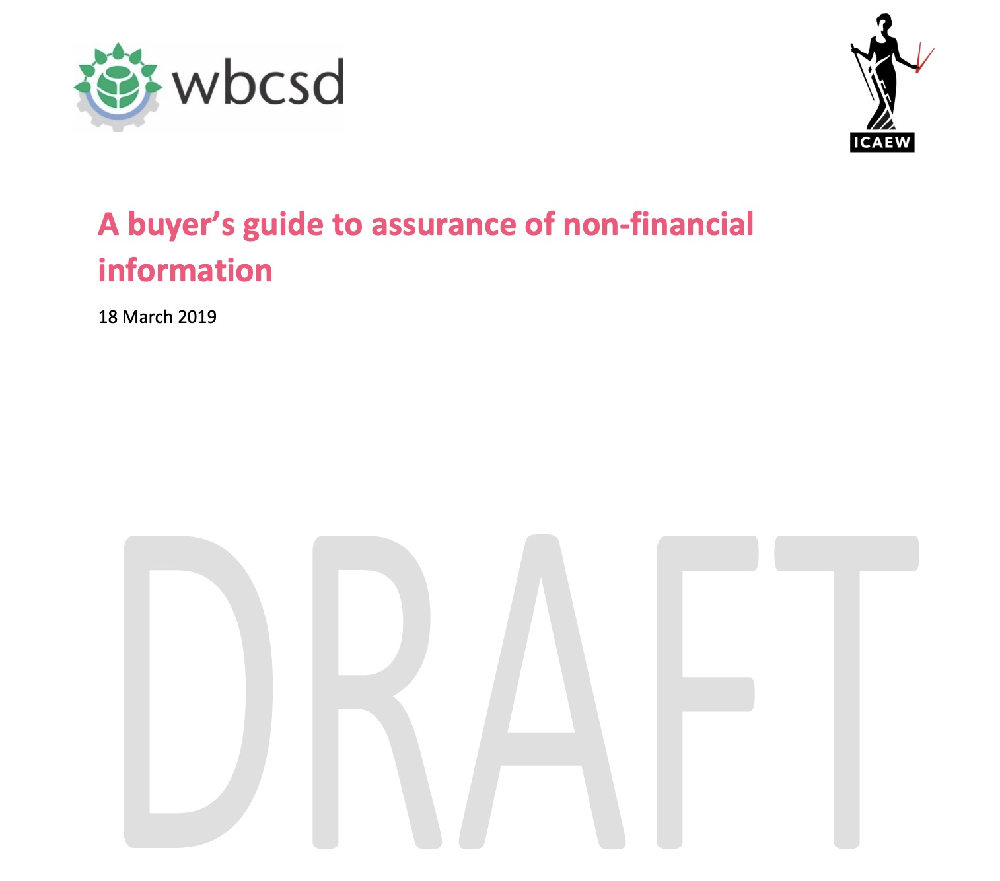 wbcsd
ICAEW
A buyer’s guide to assurance of non-financial
information
18 March 2019
DRAFT